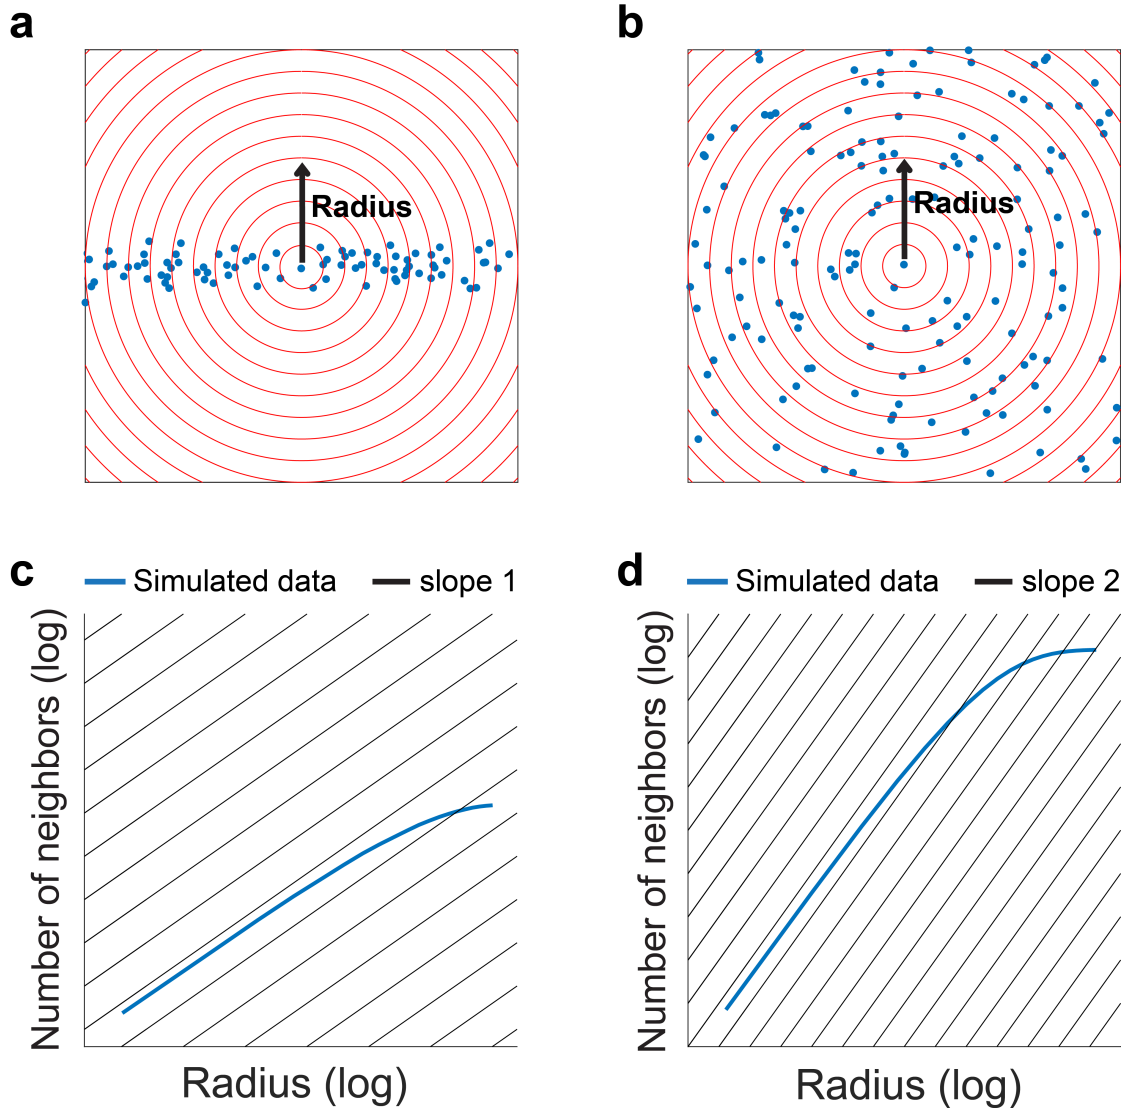 a
b
Radius
Radius
c
Simulated data
slope 1
d
Simulated data
slope 2
Number of neighbors (log)
Number of neighbors (log)
Radius (log)
Radius (log)